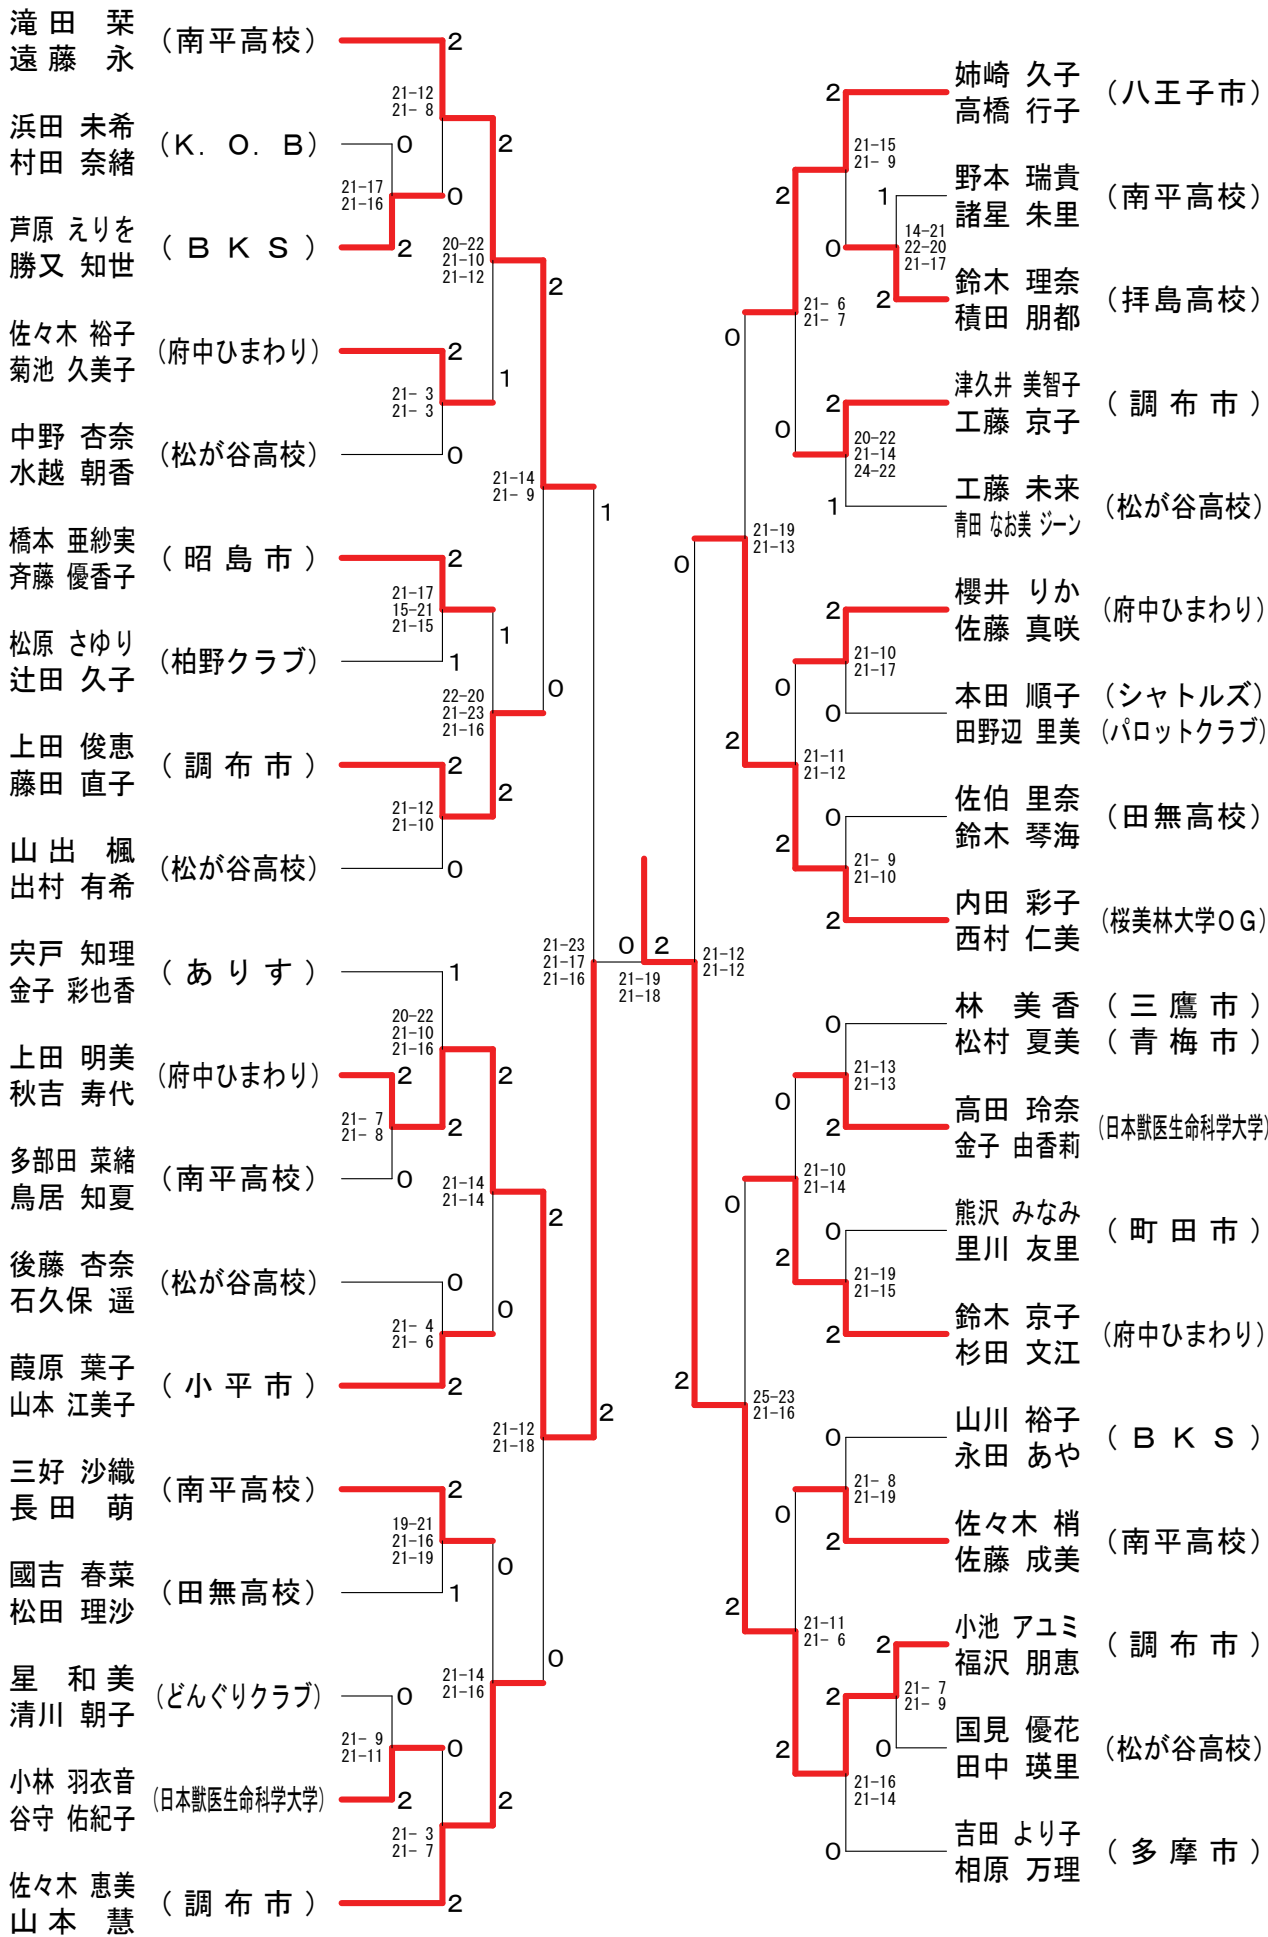 滝田 栞
遠藤 永
(南平高校)
2
21-12
21- 8
浜田 未希
村田 奈緒
(K. O. B)
0
2
21-17
21-16
0
芦原 えりを
勝又 知世
(BKS)
2
20-22
21-10
21-12
2
佐々木 裕子
菊池 久美子
(府中ひまわり)
2
1
21- 3
21- 3
中野 杏奈
水越 朝香
(松が谷高校)
0
21-14
21- 9
1
橋本 亜紗実
斉藤 優香子
(昭島市)
2
21-17
15-21
21-15
1
松原 さゆり
辻田 久子
(柏野クラブ)
1
0
22-20
21-23
21-16
上田 俊恵
藤田 直子
(調布市)
2
2
21-12
21-10
山出 楓
出村 有希
(松が谷高校)
0
21-23
21-17
21-16
0
2
21-19
21-18
宍戸 知理
金子 彩也香
(ありす)
1
20-22
21-10
21-16
上田 明美
秋吉 寿代
(府中ひまわり)
2
2
21- 7
21- 8
2
多部田 菜緒
鳥居 知夏
(南平高校)
0
21-14
21-14
2
後藤 杏奈
石久保 遥
(松が谷高校)
0
0
21- 4
21- 6
葭原 葉子
山本 江美子
(小平市)
2
2
21-12
21-18
三好 沙織
長田 萌
(南平高校)
2
19-21
21-16
21-19
0
國吉 春菜
松田 理沙
(田無高校)
1
0
21-14
21-16
星 和美
清川 朝子
(どんぐりクラブ)
0
21- 9
21-11
0
小林 羽衣音
谷守 佑紀子
(日本獣医生命科学大学)
2
2
21- 3
21- 7
佐々木 恵美
山本 慧
(調布市)
2
2
姉崎 久子
高橋 行子
(八王子市)
21-15
21- 9
2
1
野本 瑞貴
諸星 朱里
(南平高校)
14-21
22-20
21-17
0
2
鈴木 理奈
積田 朋都
(拝島高校)
21- 6
21- 7
0
2
津久井 美智子
工藤 京子
(調布市)
0
20-22
21-14
24-22
1
工藤 未来
青田 なお美 ジーン
(松が谷高校)
21-19
21-13
0
2
櫻井 りか
佐藤 真咲
(府中ひまわり)
21-10
21-17
0
0
本田 順子
田野辺 里美
(シャトルズ)
(パロットクラブ)
2
21-11
21-12
0
佐伯 里奈
鈴木 琴海
(田無高校)
2
21- 9
21-10
2
内田 彩子
西村 仁美
(桜美林大学OG)
21-12
21-12
0
林 美香
松村 夏美
(三鷹市)
(青梅市)
21-13
21-13
0
2
高田 玲奈
金子 由香莉
(日本獣医生命科学大学)
21-10
21-14
0
0
熊沢 みなみ
里川 友里
(町田市)
2
21-19
21-15
2
鈴木 京子
杉田 文江
(府中ひまわり)
2
25-23
21-16
0
山川 裕子
永田 あや
(BKS)
21- 8
21-19
0
2
佐々木 梢
佐藤 成美
(南平高校)
2
21-11
21- 6
2
小池 アユミ
福沢 朋恵
(調布市)
2
21- 7
21- 9
2
0
国見 優花
田中 瑛里
(松が谷高校)
21-16
21-14
0
吉田 より子
相原 万理
(多摩市)